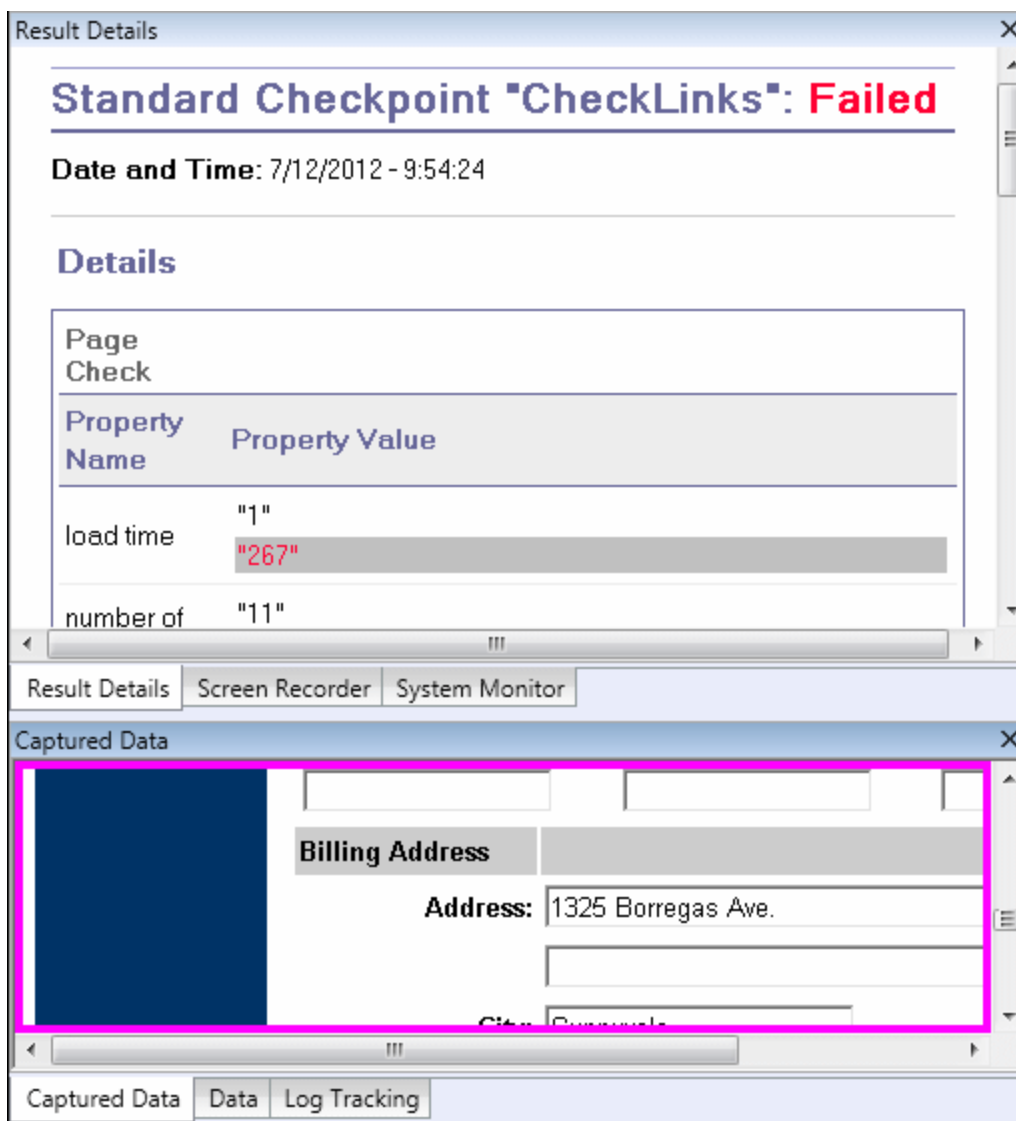 Result Details
Standard Checkpoint "CheckLinks": Failed
Date and Time: 7/12/2012 - 9:54:24
Details
Page
Check
Property
Name
Property Value
load time
"1"
"267"
number of
"11"
Result Details
Screen Recorder
System Monitor
Captured Data
Billing Address
Address:
1325 Borregas Ave.
City:
Sunnyvale
Captured Data
Data
Log Tracking